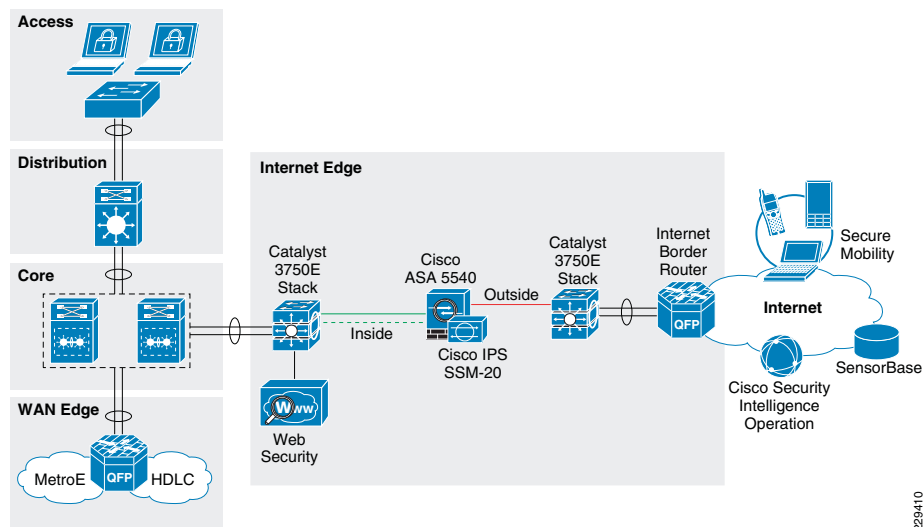 Access
Distribution
Core
WAN Edge
MetroE
QFP
HDLC
Internet Edge
Catalyst
3750E
Stack
Inside
Web
Security
Www
Cisco
ASA 5540
Cisco IPS
SSM-20
Outside
Catalyst
3750E
Stack
Internet
Border
Router
QFP
Secure
Mobility
Internet
SensorBase
Cisco Security
Intelligence
Operation
229410